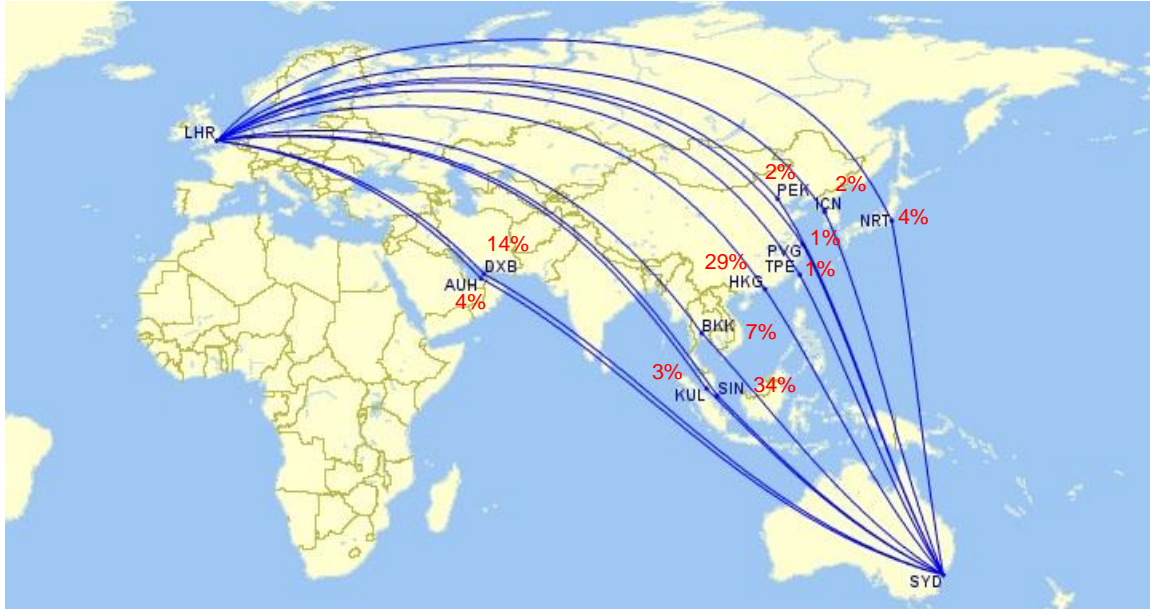 LHR
2%
PEK
2%
ICN
NRT
4%
1%
PVG
14%
DXB
29%
TPE
1%
AUH
HKG
4%
BKK
7%
3%
SIN
34%
KUL
SYD